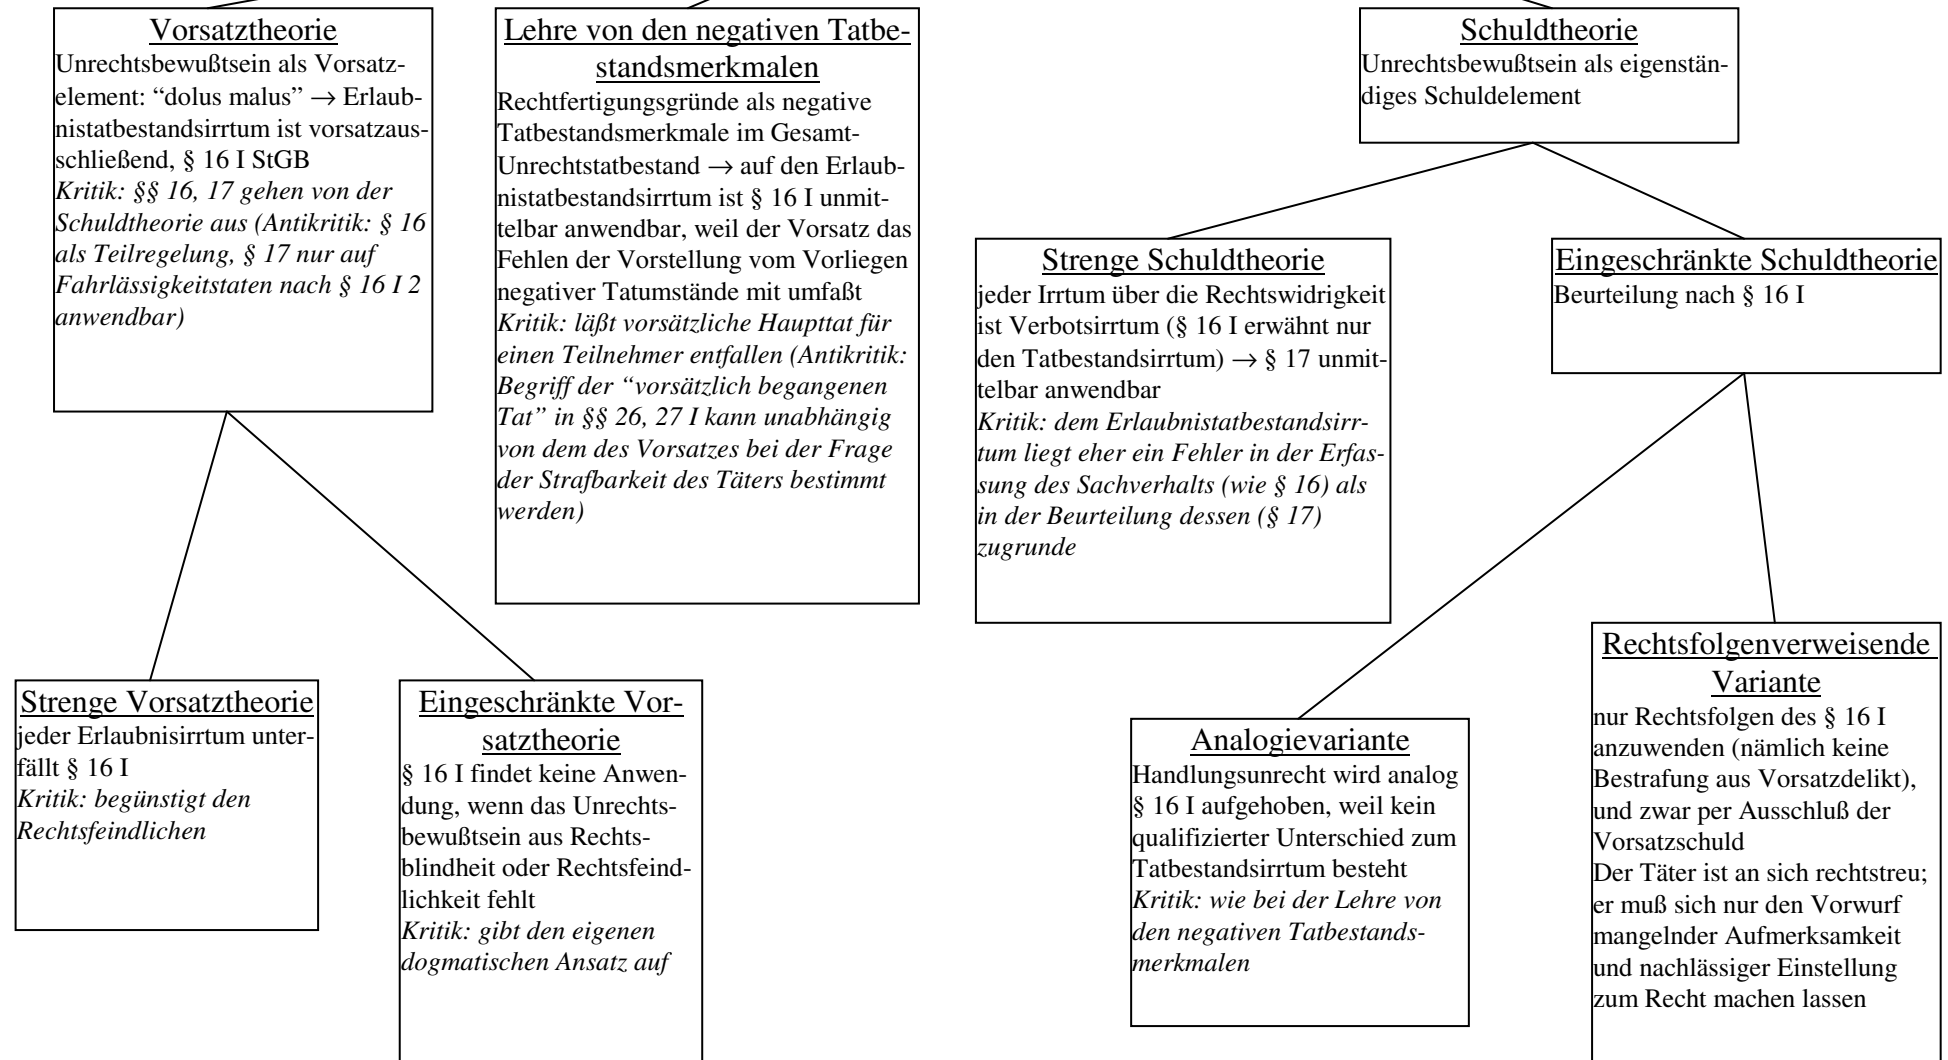 Vorsatztheorie
Unrechtsbewußtsein als Vorsatz-
element: “dolus malus” → Erlaub-
nistatbestandsirrtum ist vorsatzaus-
schließend, § 16 I StGB
Kritik: §§ 16, 17 gehen von der
Schuldtheorie aus (Antikritik: § 16
als Teilregelung, § 17 nur auf
Fahrlässigkeitstaten nach § 16 I 2
anwendbar)
Lehre von den negativen Tatbe-
standsmerkmalen
Rechtfertigungsgründe als negative
Tatbestandsmerkmale im Gesamt-
Unrechtstatbestand → auf den Erlaub-
nistatbestandsirrtum ist § 16 I unmit-
telbar anwendbar, weil der Vorsatz das
Fehlen der Vorstellung vom Vorliegen
negativer Tatumstände mit umfaßt
Kritik: läßt vorsätzliche Haupttat für
einen Teilnehmer entfallen (Antikritik:
Begriff der “vorsätzlich begangenen
Tat” in §§ 26, 27 I kann unabhängig
von dem des Vorsatzes bei der Frage
der Strafbarkeit des Täters bestimmt
werden)
Schuldtheorie
Unrechtsbewußtsein als eigenstän-
diges Schuldelement
Strenge Schuldtheorie
jeder Irrtum über die Rechtswidrigkeit
ist Verbotsirrtum (§ 16 I erwähnt nur
den Tatbestandsirrtum) → § 17 unmit-
telbar anwendbar
Kritik: dem Erlaubnistatbestandsirr-
tum liegt eher ein Fehler in der Erfas-
sung des Sachverhalts (wie § 16) als
in der Beurteilung dessen (§ 17)
zugrunde
Eingeschränkte Schuldtheorie
Beurteilung nach § 16 I
Strenge Vorsatztheorie
jeder Erlaubnisirrtum unter-
fällt § 16 I
Kritik: begünstigt den
Rechtsfeindlichen
Eingeschränkte Vor-
satztheorie
§ 16 I findet keine Anwen-
dung, wenn das Unrechts-
bewußtsein aus Rechts-
blindheit oder Rechtsfeind-
lichkeit fehlt
Kritik: gibt den eigenen
dogmatischen Ansatz auf
Analogievariante
Handlungsunrecht wird analog
§ 16 I aufgehoben, weil kein
qualifizierter Unterschied zum
Tatbestandsirrtum besteht
Kritik: wie bei der Lehre von
den negativen Tatbestands-
merkmalen
Rechtsfolgenverweisende
Variante
nur Rechtsfolgen des § 16 I
anzuwenden (nämlich keine
Bestrafung aus Vorsatzdelikt),
und zwar per Ausschluß der
Vorsatzschuld
Der Täter ist an sich rechtstreu;
er muß sich nur den Vorwurf
mangelnder Aufmerksamkeit
und nachlässiger Einstellung
zum Recht machen lassen